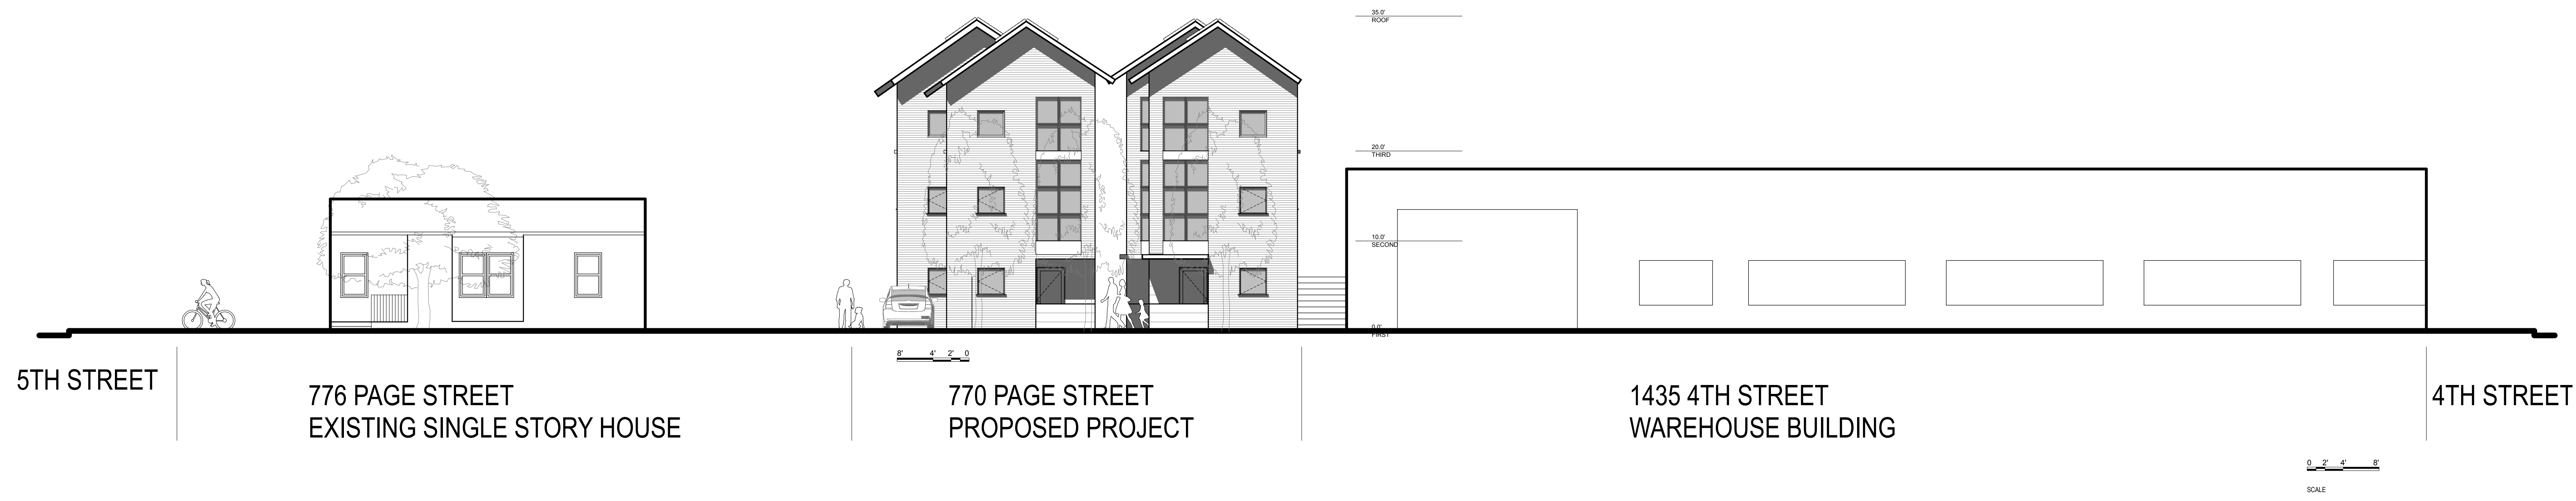 35.0'
ROOF
20.0'
THIRD
10.0'
SECOND
0.0'
FIRST
8' 4' 2' 0
5TH STREET
776 PAGE STREET
EXISTING SINGLE STORY HOUSE
770 PAGE STREET
PROPOSED PROJECT
1435 4TH STREET
WAREHOUSE BUILDING
4TH STREET
0 2' 4' 8'
SCALE